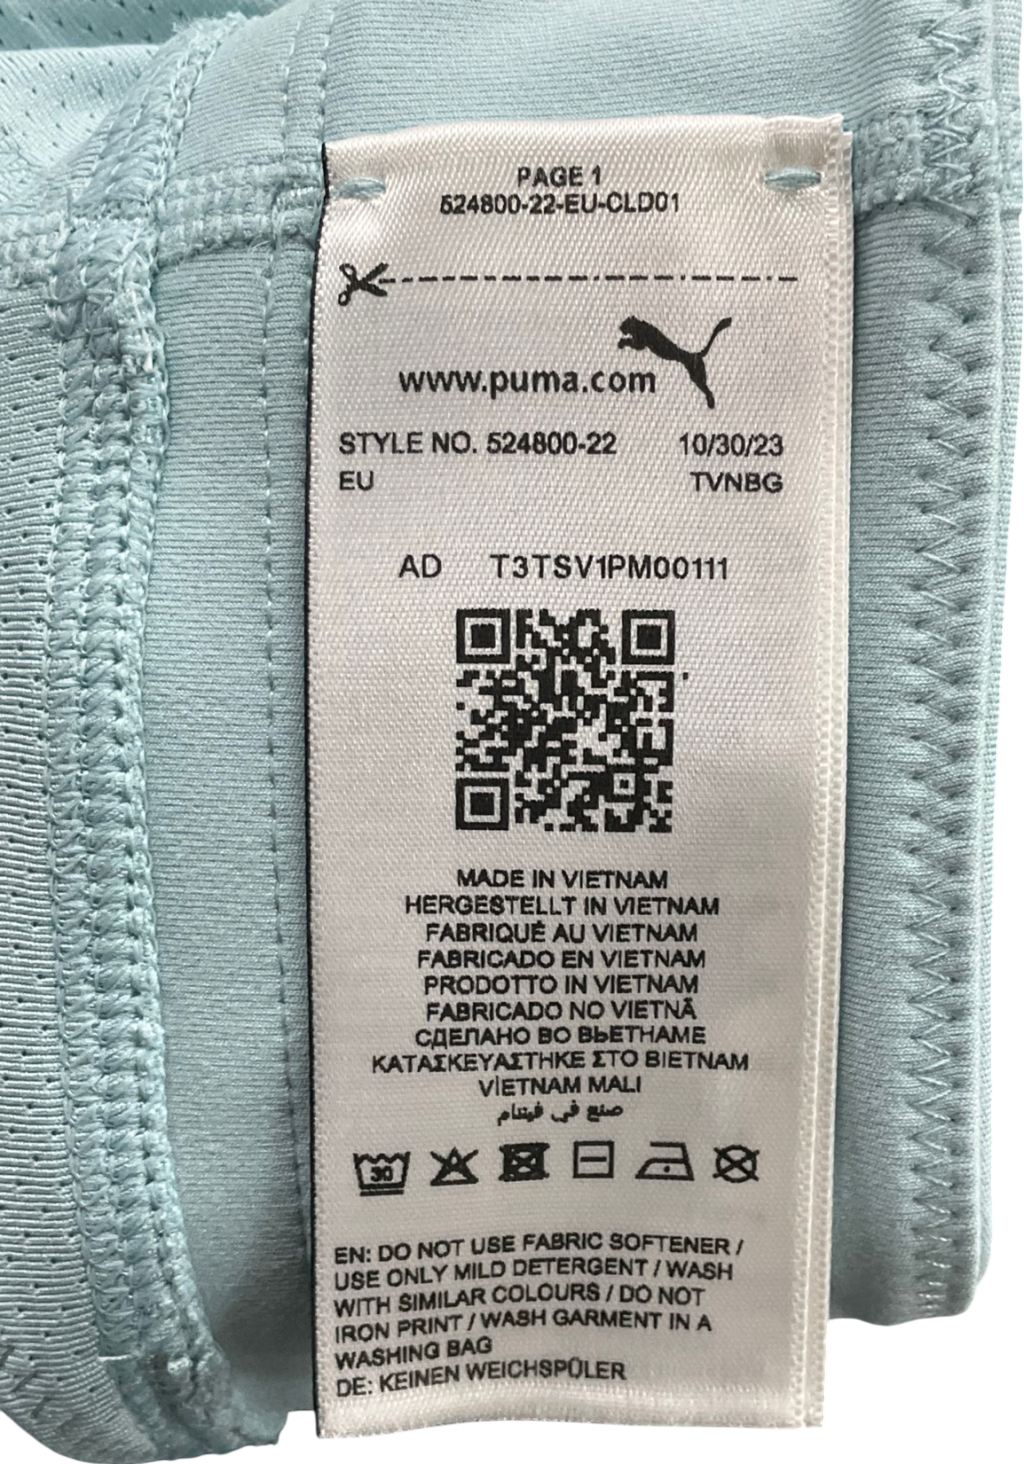 PAGE 1
524800-22-EU-CLD01
www.puma.com
STYLE NO. 524800-22 10/30/23
EU TVNBG
AD T3TSV1PM00111
MADE IN VIETNAM
HERGESTELLT IN VIETNAM
FABRIQUÉ AU VIETNAM
FABRICADO EN VIETNAM
PRODOTTO IN VIETNAM
FABRICADO NO VIETNÃ
СДЕЛАНО ВО ВЬЕТНАМЕ
ΚΑΤΑΣΚΕΥΑΣΤΗΚΕ ΣΤΟ ΒΙΕΤΝΑΜ
VİETNAM MALI
صنع في فيتنام
30
EN: DO NOT USE FABRIC SOFTENER /
USE ONLY MILD DETERGENT / WASH
WITH SIMILAR COLOURS / DO NOT
IRON PRINT / WASH GARMENT IN A
WASHING BAG
DE: KEINEN WEICHSPÜLER